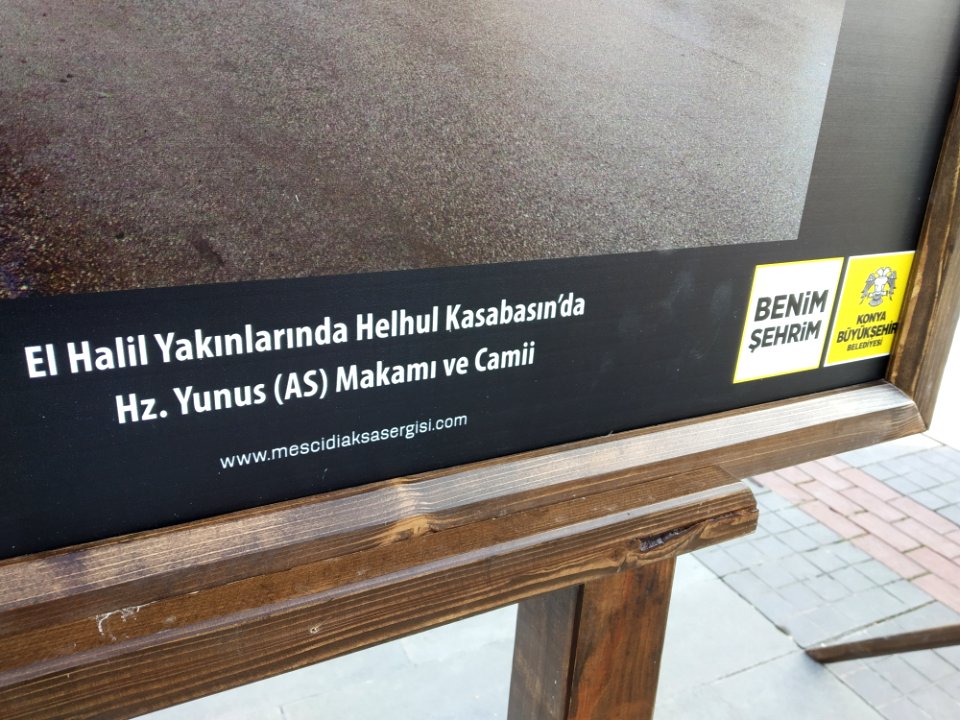 El Halil Yakınlarında Helhul Kasabasın'da
Hz. Yunus (AS) Makamı ve Camii
www.mescidiaksasergisi.com
BENİM
ŞEHRİM
KONYA
BÜYÜKŞEHİR
BELEDİYESİ